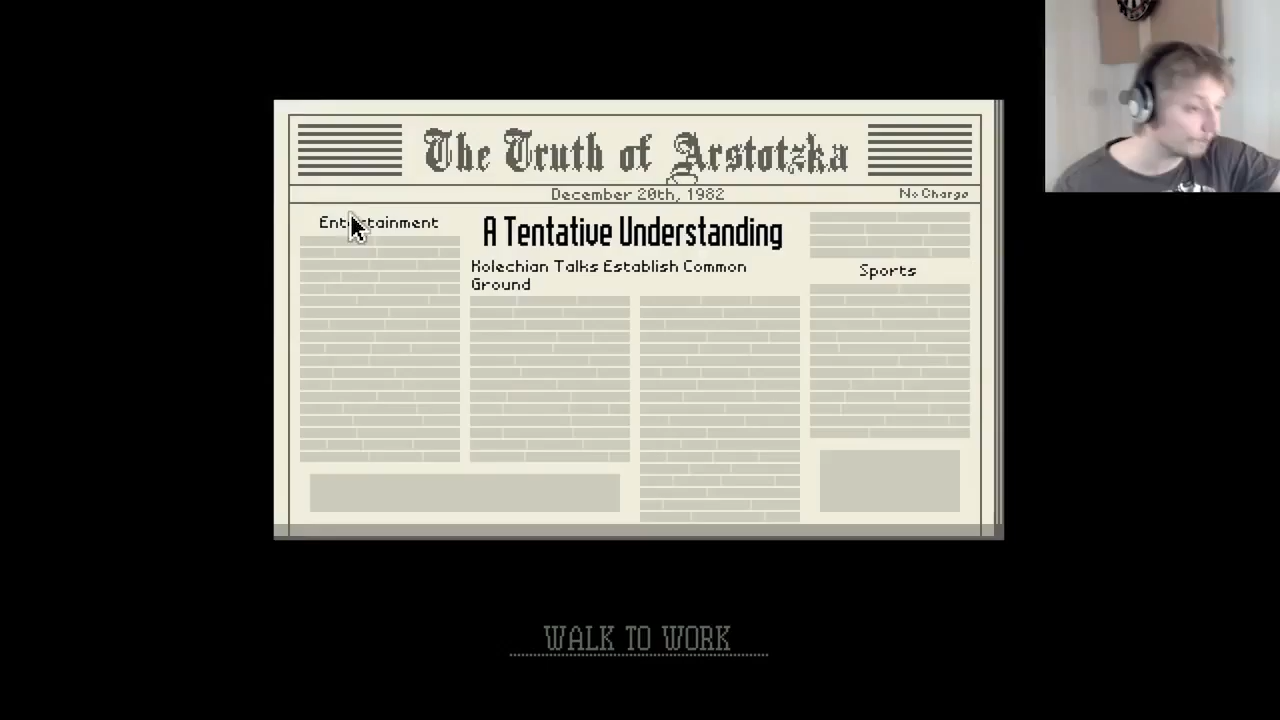 The Truth of Arstotzka
December 20th, 1982
No Charge
Entertainment
A Tentative Understanding
Kolechian Talks Establish Common
Ground
Sports
WALK TO WORK